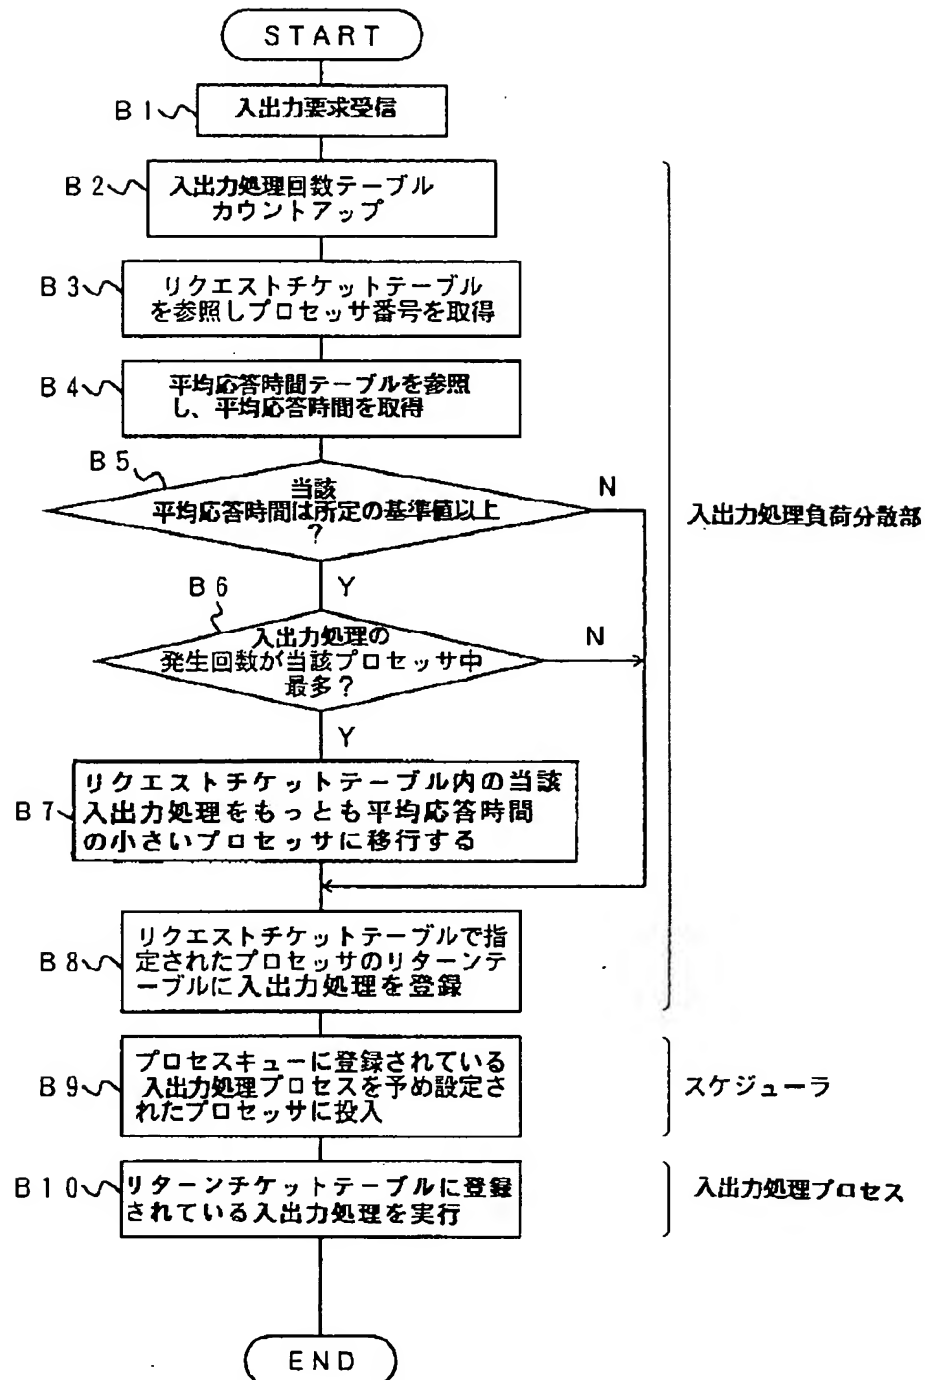 START
B1
入出力要求受信
B2
入出力処理回数テーブル
カウントアップ
B3
リクエストチケットテーブル
を参照しプロセッサ番号を取得
B4
平均応答時間テーブルを参照
し、平均応答時間を取得
B5
当該
平均応答時間は所定の基準値以上
?
N
入出力処理負荷分散部
Y
B6
入出力処理の
発生回数が当該プロセッサ中
最多?
N
Y
B7
リクエストチケットテーブル内の当該
入出力処理をもっとも平均応答時間
の小さいプロセッサに移行する
B8
リクエストチケットテーブルで指
定されたプロセッサのリターンテ
ーブルに入出力処理を登録
B9
プロセスキューに登録されている
入出力処理プロセスを予め設定さ
れたプロセッサに投入
スケジューラ
B10
リターンチケットテーブルに登録
されている入出力処理を実行
入出力処理プロセス
END